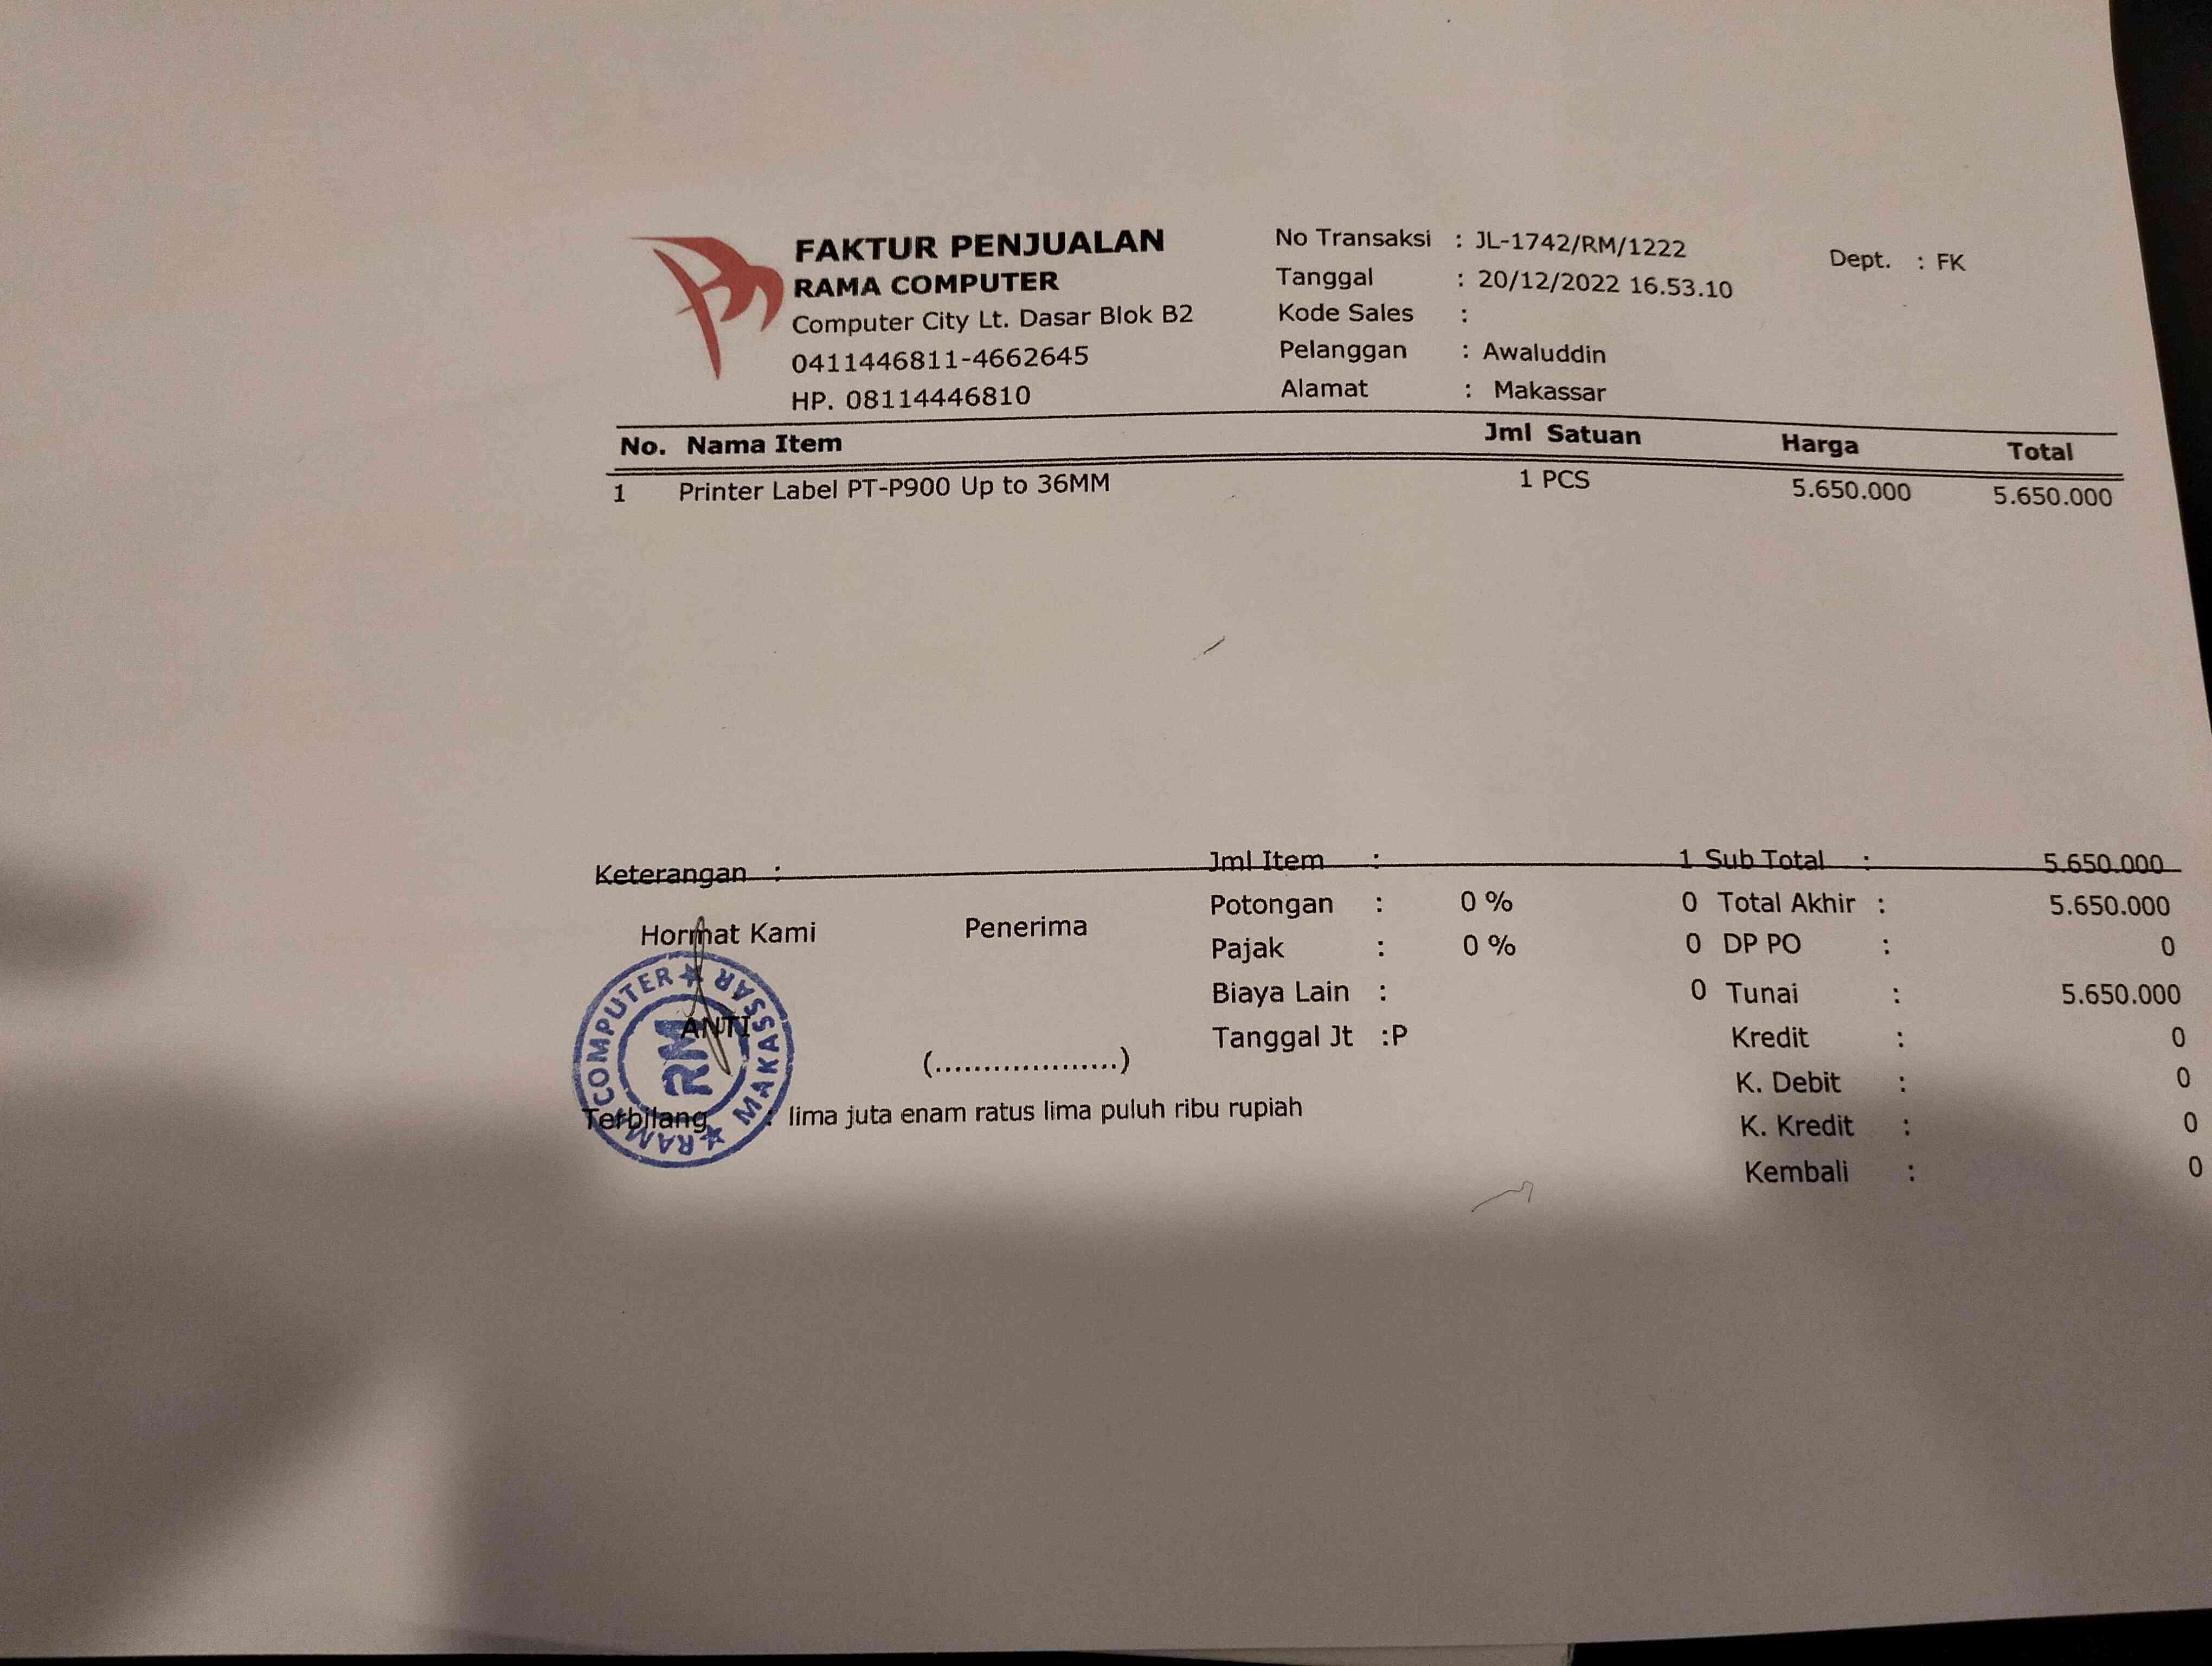 FAKTUR PENJUALAN
RAMA COMPUTER
Computer City Lt. Dasar Blok B2
0411446811-4662645
HP. 08114446810
No Transaksi : JL-1742/RM/1222
Dept. : FK
Tanggal : 20/12/2022 16.53.10
Kode Sales :
Pelanggan : Awaluddin
Alamat : Makassar
No. Nama Item Jml Satuan Harga Total
1 Printer Label PT-P900 Up to 36MM 1 PCS 5.650.000 5.650.000
Keterangan :
Hormat Kami Penerima
ANTI
(...................)
RAMA COMPUTER ★ MAKASSAR ★
RM
Terbilang : lima juta enam ratus lima puluh ribu rupiah
Jml Item : 1
Potongan : 0 % 0
Pajak : 0 % 0
Biaya Lain : 0
Tanggal Jt :P
Sub Total : 5.650.000
Total Akhir : 5.650.000
DP PO : 0
Tunai : 5.650.000
Kredit : 0
K. Debit : 0
K. Kredit : 0
Kembali : 0